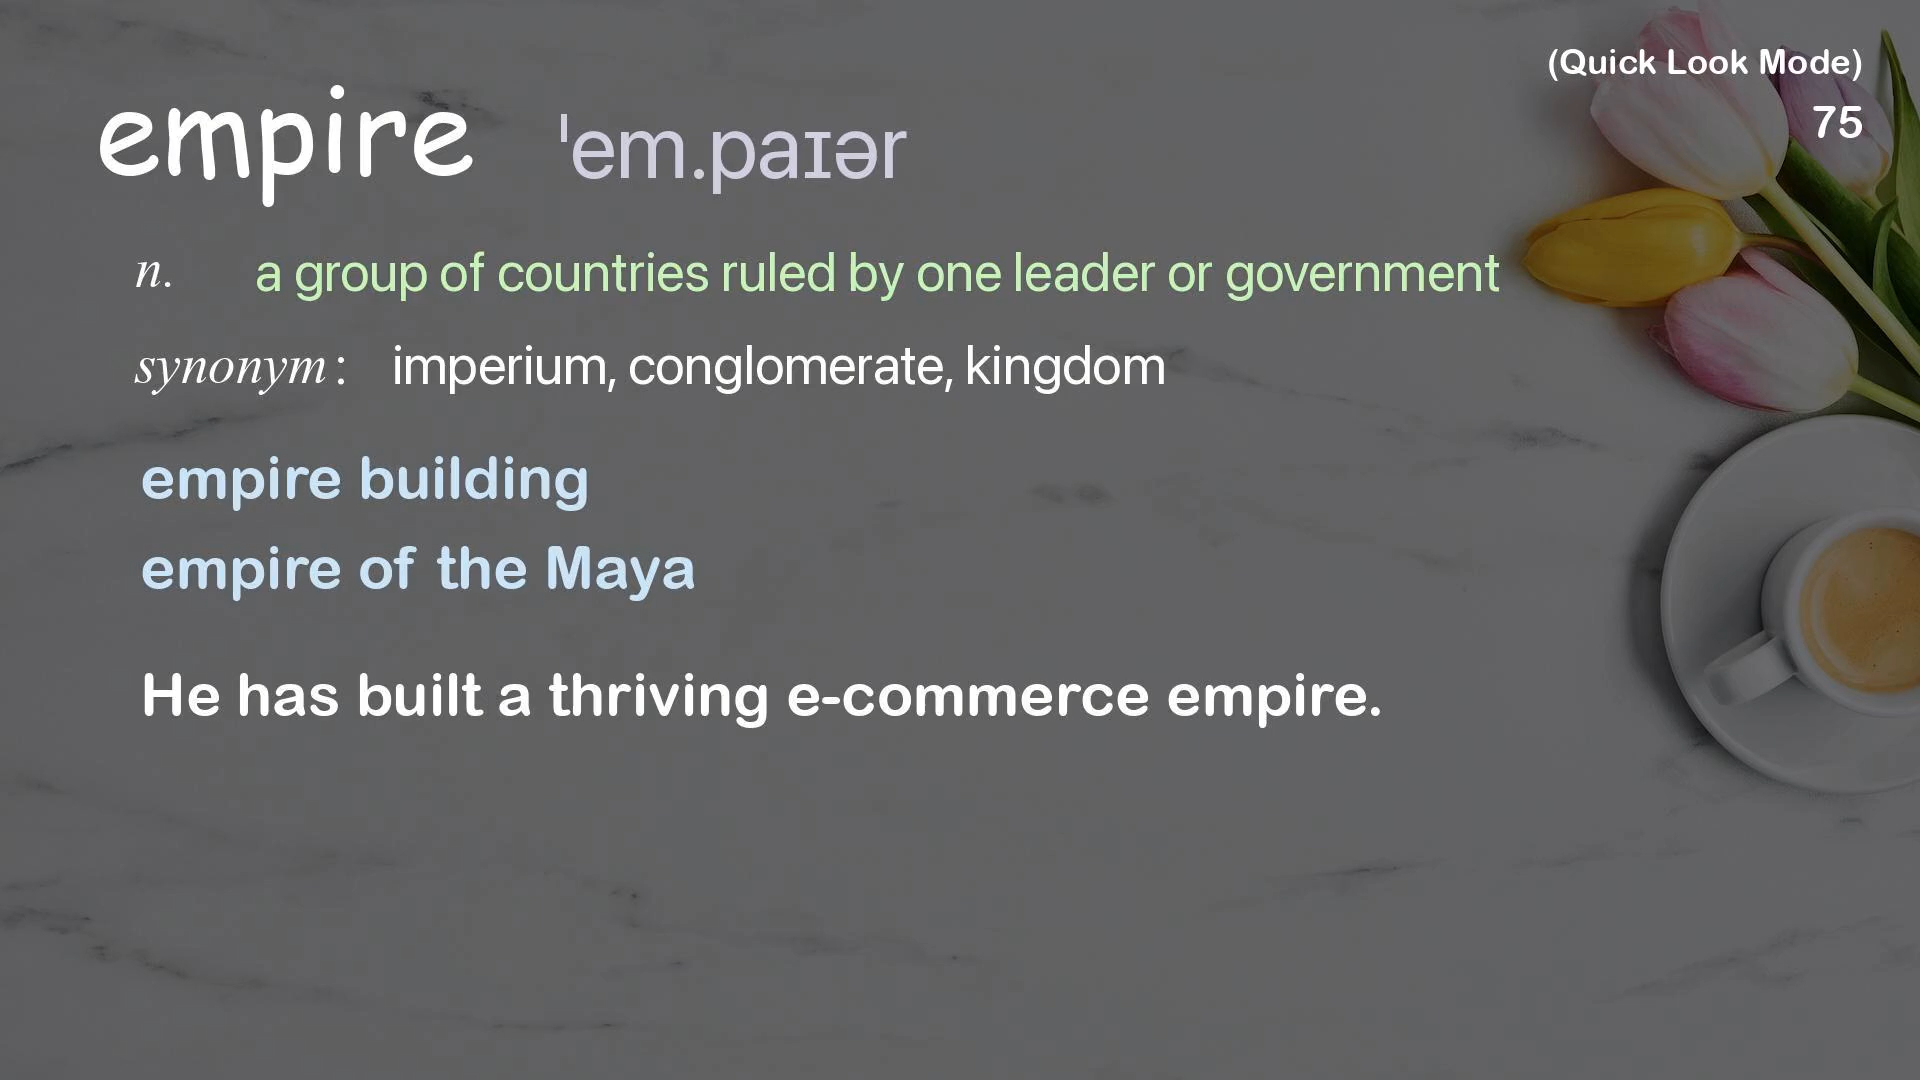 (Quick Look Mode)
75
empire ˈem.paɪər
n. a group of countries ruled by one leader or government
synonym: imperium, conglomerate, kingdom
empire building
empire of the Maya
He has built a thriving e-commerce empire.